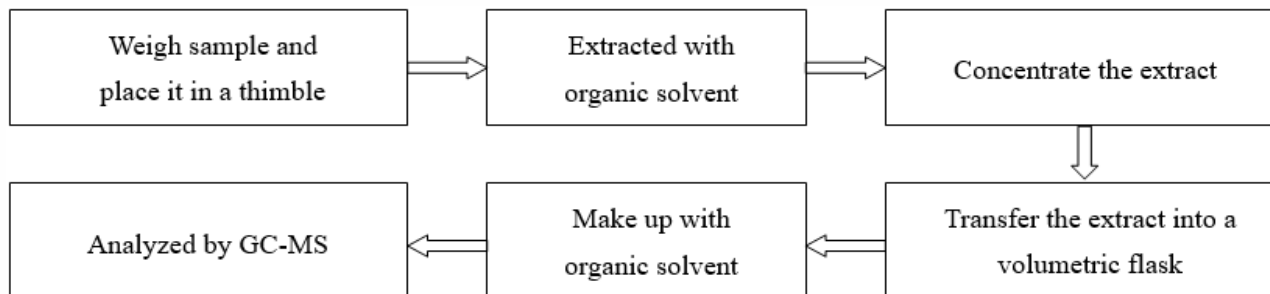 Weigh sample and
place it in a thimble
Extracted with
organic solvent
Concentrate the extract
Transfer the extract into a
volumetric flask
Make up with
organic solvent
Analyzed by GC-MS